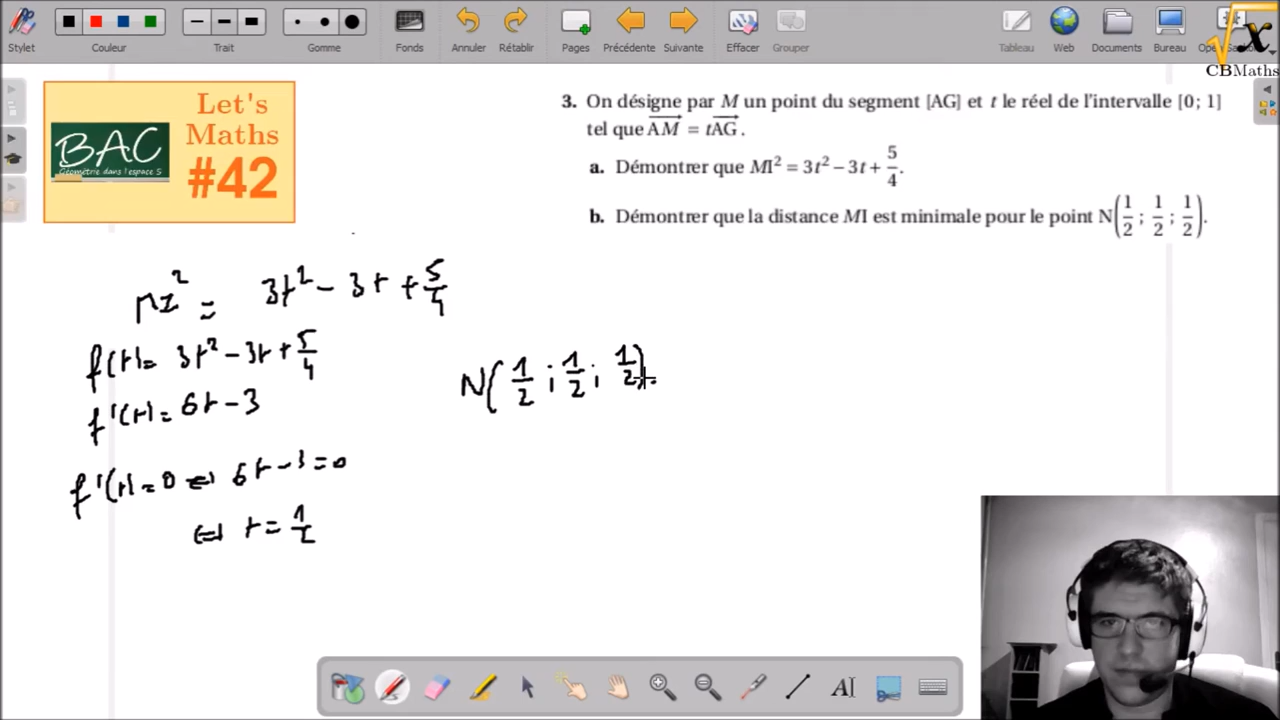 Stylet Couleur Trait Gomme Fonds Annuler Rétablir Pages Précédente Suivante Effacer Grouper Tableau Web Documents Bureau
CBMaths
Let's
Maths
#42
BAC
Géométrie dans l'espace S
3. On désigne par M un point du segment [AG] et t le réel de l'intervalle [0; 1]
tel que AM⃗ = tAG⃗.
a. Démontrer que MI² = 3t² − 3t + 5/4.
b. Démontrer que la distance MI est minimale pour le point N(1/2 ; 1/2 ; 1/2).
MI² = 3t² − 3t + 5/4
f(t) = 3t² − 3t + 5/4
f'(t) = 6t − 3
f'(t) = 0 ⇔ 6t − 3 = 0
⇔ t = 1/2
N(1/2 ; 1/2 ; 1/2).
AI